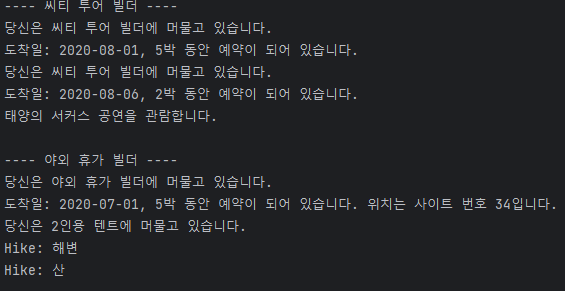 ---- 씨티 투어 빌더 ----
당신은 씨티 투어 빌더에 머물고 있습니다.
도착일: 2020-08-01, 5박 동안 예약이 되어 있습니다.
당신은 씨티 투어 빌더에 머물고 있습니다.
도착일: 2020-08-06, 2박 동안 예약이 되어 있습니다.
태양의 서커스 공연을 관람합니다.
---- 야외 휴가 빌더 ----
당신은 야외 휴가 빌더에 머물고 있습니다.
도착일: 2020-07-01, 5박 동안 예약이 되어 있습니다. 위치는 사이트 번호 34입니다.
당신은 2인용 텐트에 머물고 있습니다.
Hike: 해변
Hike: 산